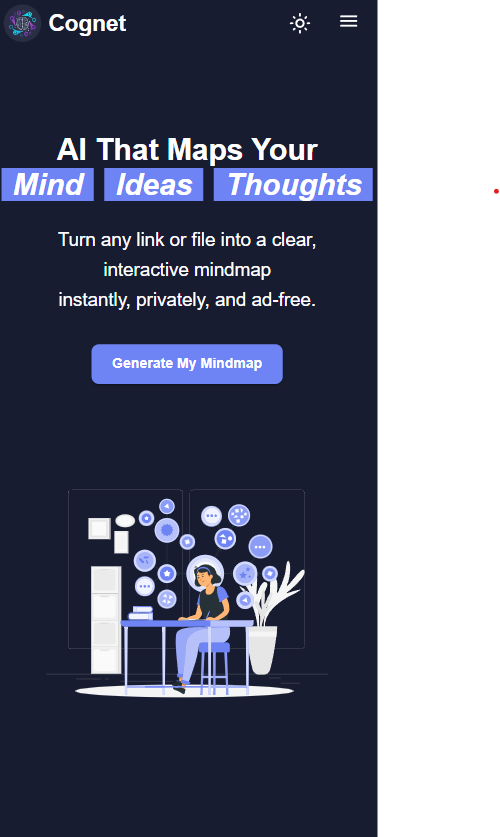 Cognet
AI That Maps Your
Mind Ideas Thoughts
Turn any link or file into a clear,
interactive mindmap
instantly, privately, and ad-free.
Generate My Mindmap